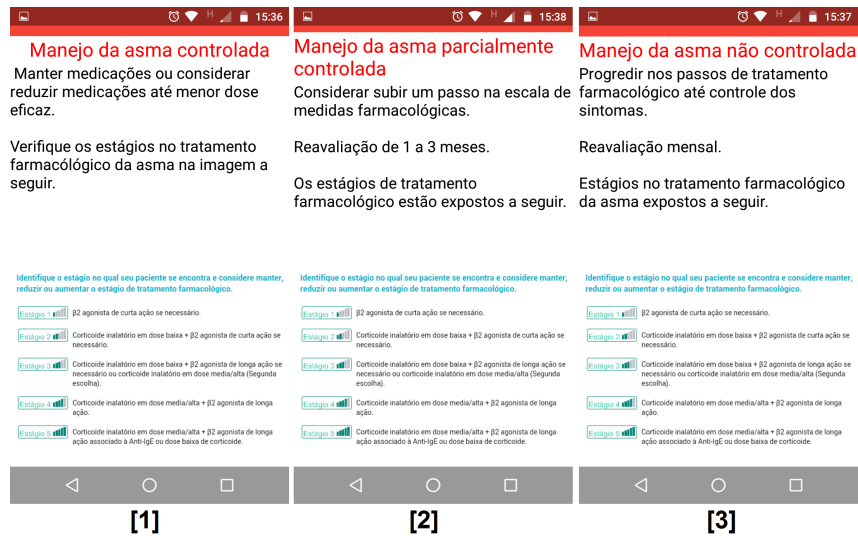 H 15:36
Manejo da asma controlada
Manter medicações ou considerar
reduzir medicações até menor dose
eficaz.
Verifique os estágios no tratamento
farmacólógico da asma na imagem a
seguir.
Identifique o estágio no qual seu paciente se encontra e considere manter,
reduzir ou aumentar o estágio de tratamento farmacológico.
Estágio 1 β2 agonista de curta ação se necessário.
Estágio 2 Corticoide inalatório em dose baixa + β2 agonista de curta ação se
necessário.
Estágio 3 Corticoide inalatório em dose baixa + β2 agonista de longa ação se
necessário ou corticoide inalatório em dose media/alta (Segunda
escolha).
Estágio 4 Corticoide inalatório em dose media/alta + β2 agonista de longa
ação.
Estágio 5 Corticoide inalatório em dose media/alta + β2 agonista de longa
ação associado à Anti-IgE ou dose baixa de corticoide.
[1]
H 15:38
Manejo da asma parcialmente
controlada
Considerar subir um passo na escala de
medidas farmacológicas.
Reavaliação de 1 a 3 meses.
Os estágios de tratamento
farmacológico estão expostos a seguir.
Identifique o estágio no qual seu paciente se encontra e considere manter,
reduzir ou aumentar o estágio de tratamento farmacológico.
Estágio 1 β2 agonista de curta ação se necessário.
Estágio 2 Corticoide inalatório em dose baixa + β2 agonista de curta ação se
necessário.
Estágio 3 Corticoide inalatório em dose baixa + β2 agonista de longa ação se
necessário ou corticoide inalatório em dose media/alta (Segunda
escolha).
Estágio 4 Corticoide inalatório em dose media/alta + β2 agonista de longa
ação.
Estágio 5 Corticoide inalatório em dose media/alta + β2 agonista de longa
ação associado à Anti-IgE ou dose baixa de corticoide.
[2]
H 15:37
Manejo da asma não controlada
Progredir nos passos de tratamento
farmacológico até controle dos
sintomas.
Reavaliação mensal.
Estágios no tratamento farmacológico
da asma expostos a seguir.
Identifique o estágio no qual seu paciente se encontra e considere manter,
reduzir ou aumentar o estágio de tratamento farmacológico.
Estágio 1 β2 agonista de curta ação se necessário.
Estágio 2 Corticoide inalatório em dose baixa + β2 agonista de curta ação se
necessário.
Estágio 3 Corticoide inalatório em dose baixa + β2 agonista de longa ação se
necessário ou corticoide inalatório em dose media/alta (Segunda
escolha).
Estágio 4 Corticoide inalatório em dose media/alta + β2 agonista de longa
ação.
Estágio 5 Corticoide inalatório em dose media/alta + β2 agonista de longa
ação associado à Anti-IgE ou dose baixa de corticoide.
[3]